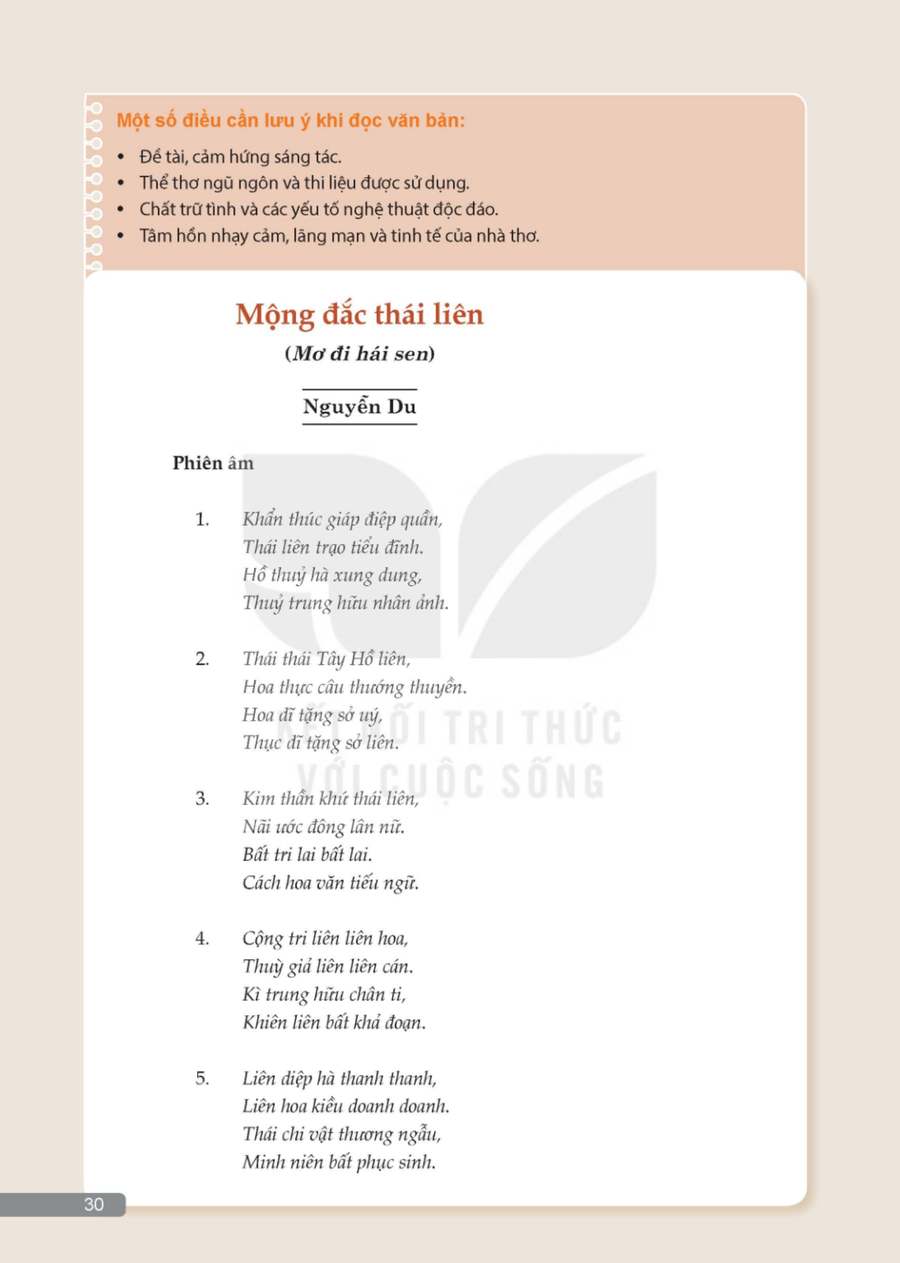 Một số điều cần lưu ý khi đọc văn bản:
• Đề tài, cảm hứng sáng tác.
• Thể thơ ngũ ngôn và thi liệu được sử dụng.
• Chất trữ tình và các yếu tố nghệ thuật độc đáo.
• Tâm hồn nhạy cảm, lãng mạn và tinh tế của nhà thơ.
Mộng đắc thái liên
(Mơ đi hái sen)
Nguyễn Du
Phiên âm
1. Khẩn thúc giáp điệp quần,
Thái liên trạo tiểu đĩnh.
Hồ thuỷ hà xung dung,
Thuỷ trung hữu nhân ảnh.
2. Thái thái Tây Hồ liên,
Hoa thực câu thướng thuyền.
Hoa dĩ tặng sở uý,
Thục dĩ tặng sở liên.
3. Kim thần khứ thái liên,
Nãi ước đông lân nữ.
Bất tri lai bất lai.
Cách hoa văn tiếu ngữ.
4. Cộng tri liên liên hoa,
Thuỳ giả liên liên cán.
Kì trung hữu chân ti,
Khiên liên bất khả đoạn.
5. Liên diệp hà thanh thanh,
Liên hoa kiều doanh doanh.
Thái chi vật thương ngẫu,
Minh niên bất phục sinh.
KẾT NỐI TRI THỨC
VỚI CUỘC SỐNG
30